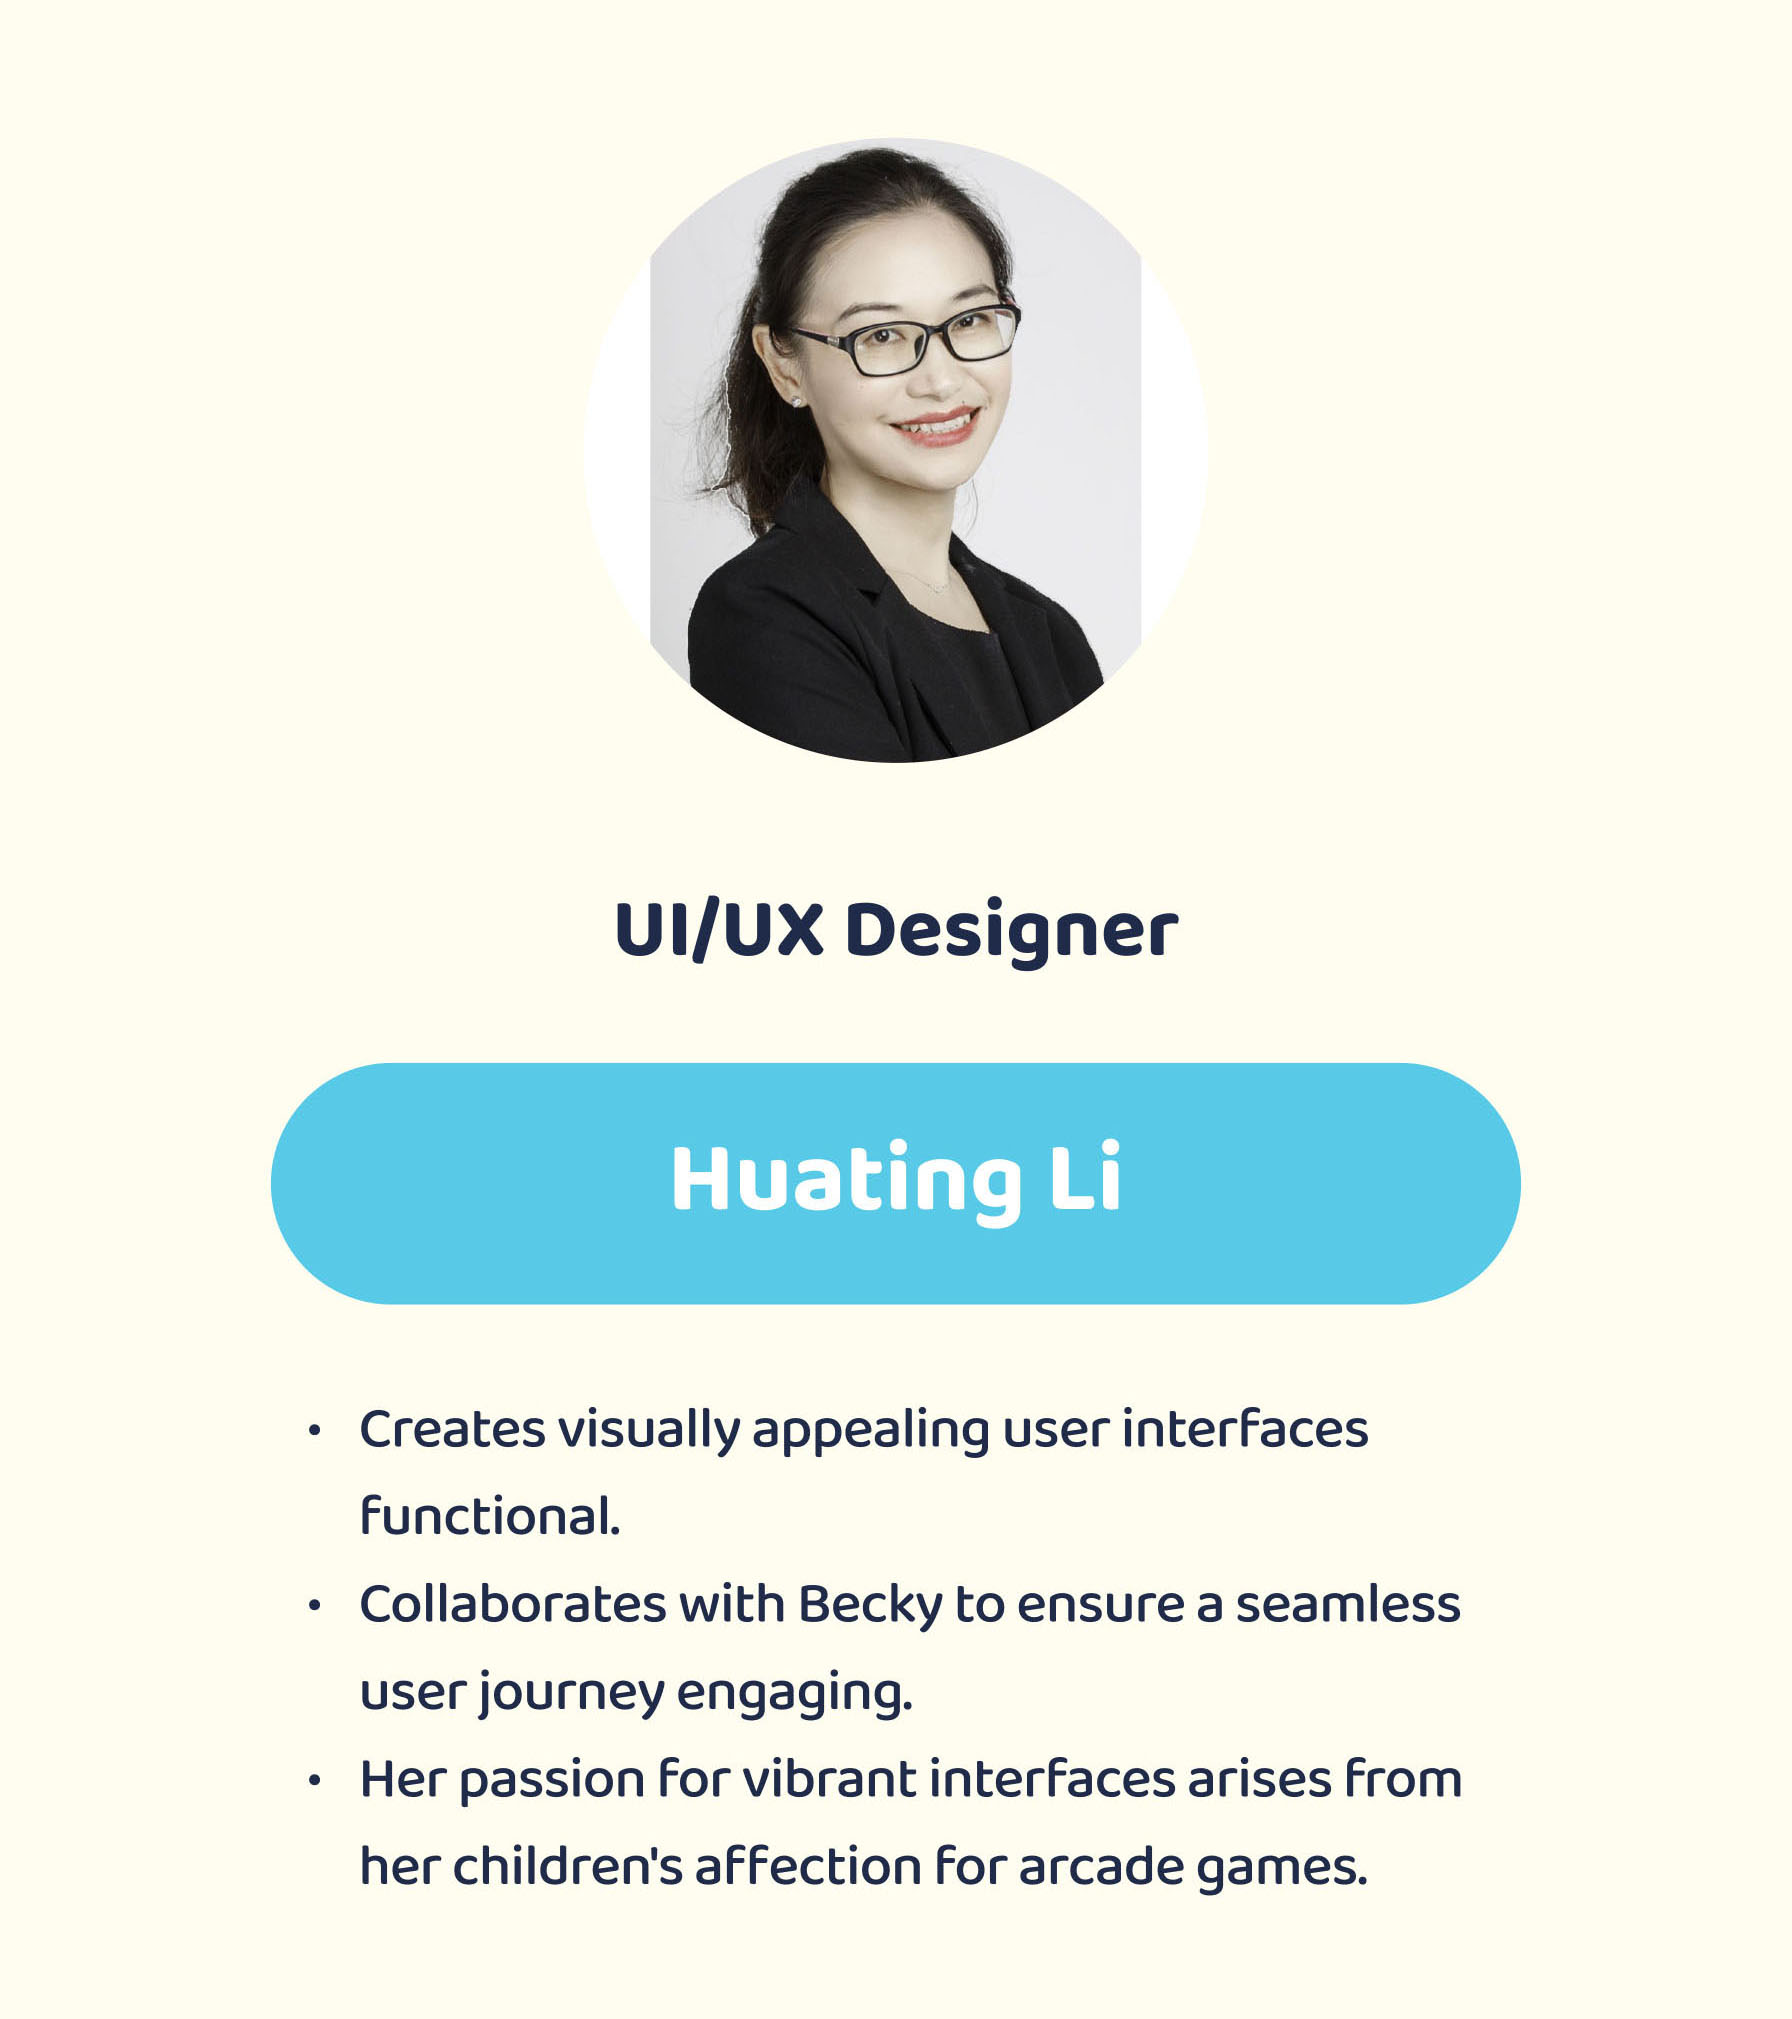 UI/UX Designer
Huating Li
• Creates visually appealing user interfaces
functional.
• Collaborates with Becky to ensure a seamless
user journey engaging.
• Her passion for vibrant interfaces arises from
her children's affection for arcade games.